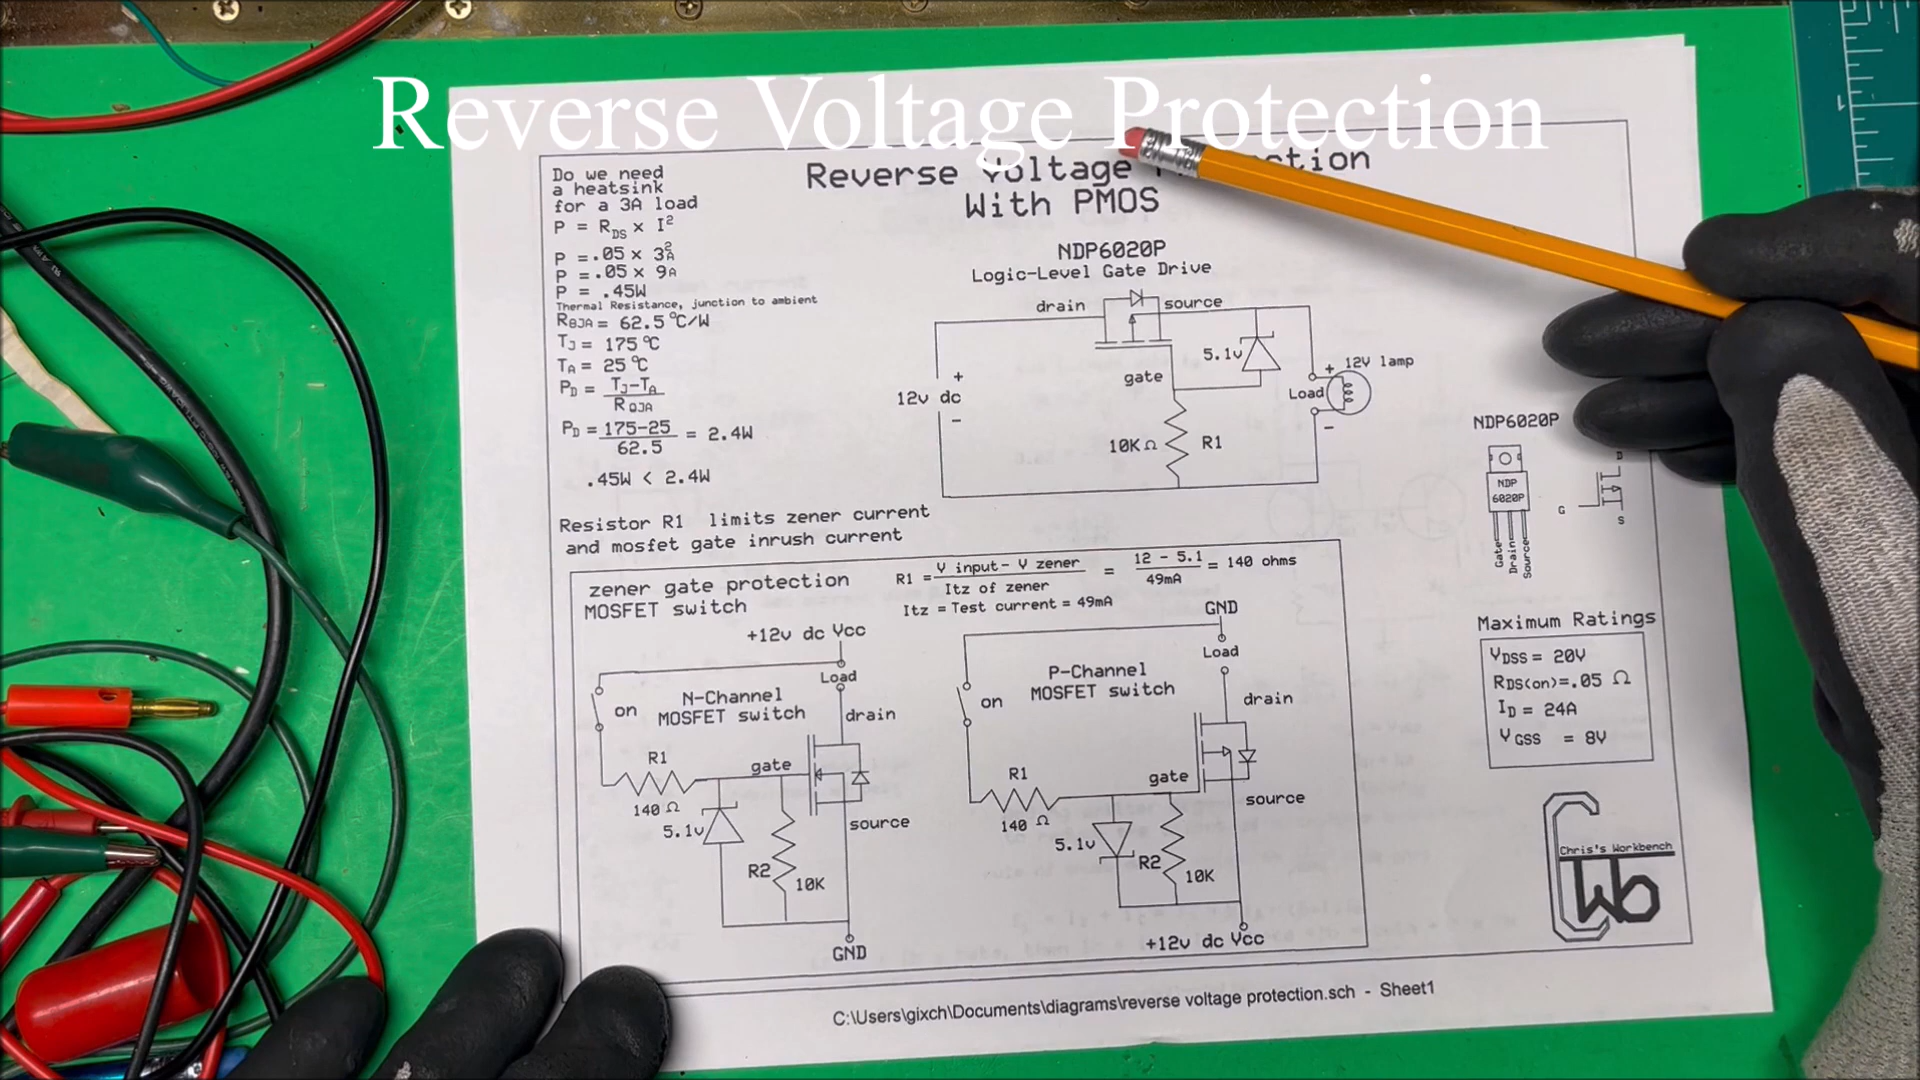 Reverse Voltage Protection
Do we need
a heatsink
for a 3A load
P = RDS x I2
P = .05 x 3A2
P = .05 x 9A
P = .45W
Thermal Resistance, junction to ambient
RθJA = 62.5 °C/W
TJ = 175 °C
TA = 25 °C
PD = TJ-TA
RθJA
PD = 175-25 = 2.4W
62.5
.45W < 2.4W
Resistor R1 limits zener current
and mosfet gate inrush current
Reverse Voltage
ction
With PMOS
NDP6020P
Logic-Level Gate Drive
drain
source
5.1v
gate
+
12v dc
-
10K Ω
R1
+
12V lamp
Load
-
NDP6020P
NDP
6020P
Gate
Drain
Source
D
G
S
zener gate protection
MOSFET switch
R1 = V input- V zener = 12 - 5.1 = 140 ohms
Itz of zener
49mA
Itz = Test current = 49mA
+12v dc Vcc
Load
N-Channel
MOSFET switch
on
drain
R1
gate
140 Ω
5.1v
source
R2
10K
GND
GND
Load
P-Channel
MOSFET switch
on
drain
R1
gate
140 Ω
source
5.1v
R2
10K
+12v dc Vcc
Maximum Ratings
VDSS = 20V
RDS(on)=.05 Ω
ID = 24A
VGSS = 8V
Chris's Workbench
CWb
C:\Users\gixch\Documents\diagrams\reverse voltage protection.sch - Sheet1